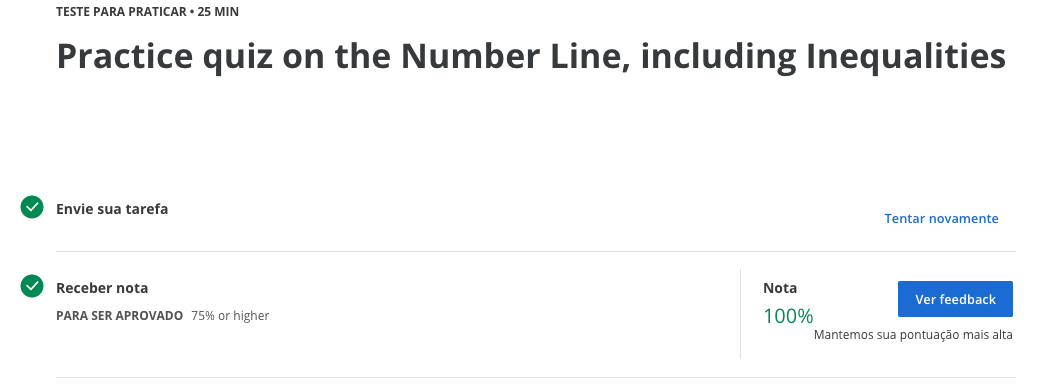 TESTE PARA PRATICAR • 25 MIN
Practice quiz on the Number Line, including Inequalities
Envie sua tarefa
Tentar novamente
Receber nota
PARA SER APROVADO 75% or higher
Nota
100%
Ver feedback
Mantemos sua pontuação mais alta